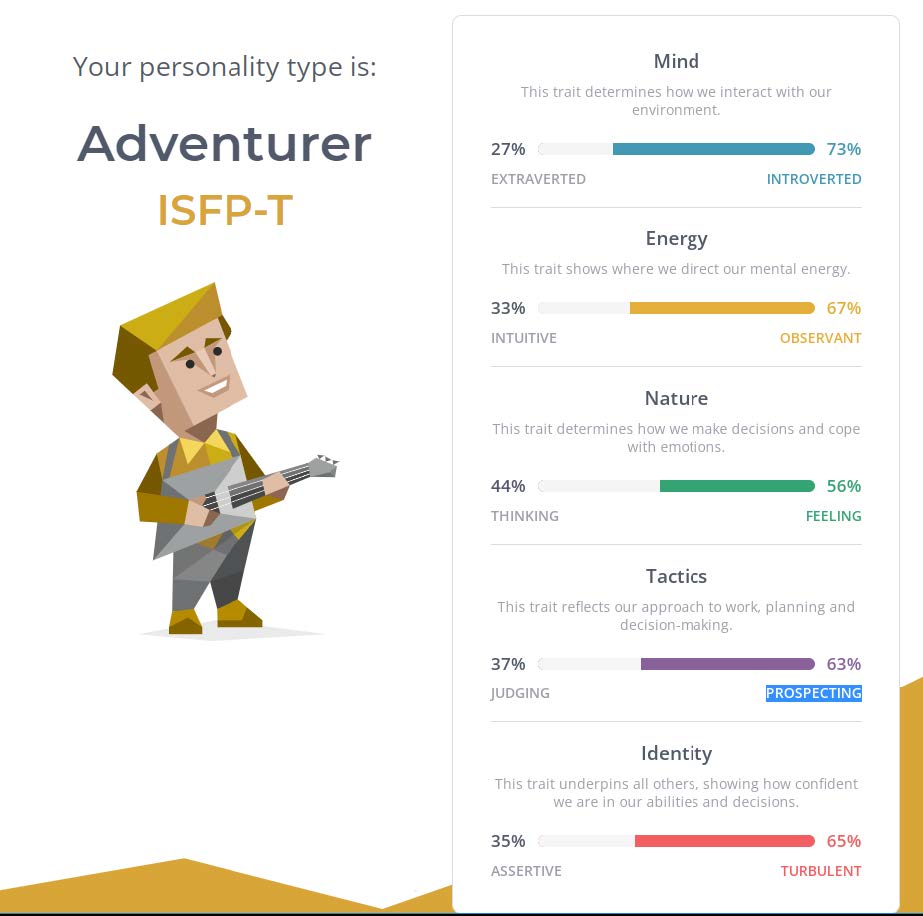 Your personality type is:
Adventurer
ISFP-T
Mind
This trait determines how we interact with our
environment.
27% 73%
EXTRAVERTED INTROVERTED
Energy
This trait shows where we direct our mental energy.
33% 67%
INTUITIVE OBSERVANT
Nature
This trait determines how we make decisions and cope
with emotions.
44% 56%
THINKING FEELING
Tactics
This trait reflects our approach to work, planning and
decision-making.
37% 63%
JUDGING PROSPECTING
Identity
This trait underpins all others, showing how confident
we are in our abilities and decisions.
35% 65%
ASSERTIVE TURBULENT